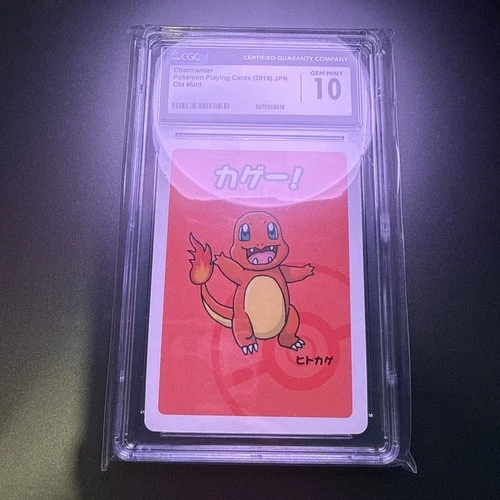 CGC
CERTIFIED GUARANTY COMPANY
Charmander
Pokémon Playing Cards (2019) JPN
Old Maid
GEM MINT
10
カゲー!
ヒトカゲ